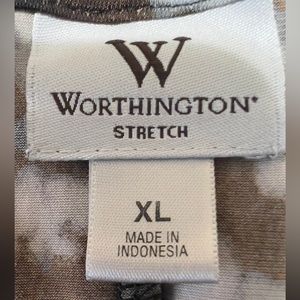 W
WORTHINGTON®
STRETCH
XL
MADE IN
INDONESIA